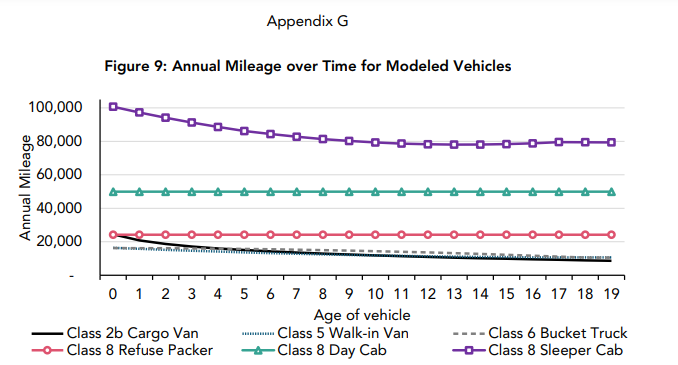 Appendix G
Figure 9: Annual Mileage over Time for Modeled Vehicles
Annual Mileage
100,000
80,000
60,000
40,000
20,000
-
0 1 2 3 4 5 6 7 8 9 10 11 12 13 14 15 16 17 18 19
Age of vehicle
Class 2b Cargo Van Class 5 Walk-in Van Class 6 Bucket Truck
Class 8 Refuse Packer Class 8 Day Cab Class 8 Sleeper Cab